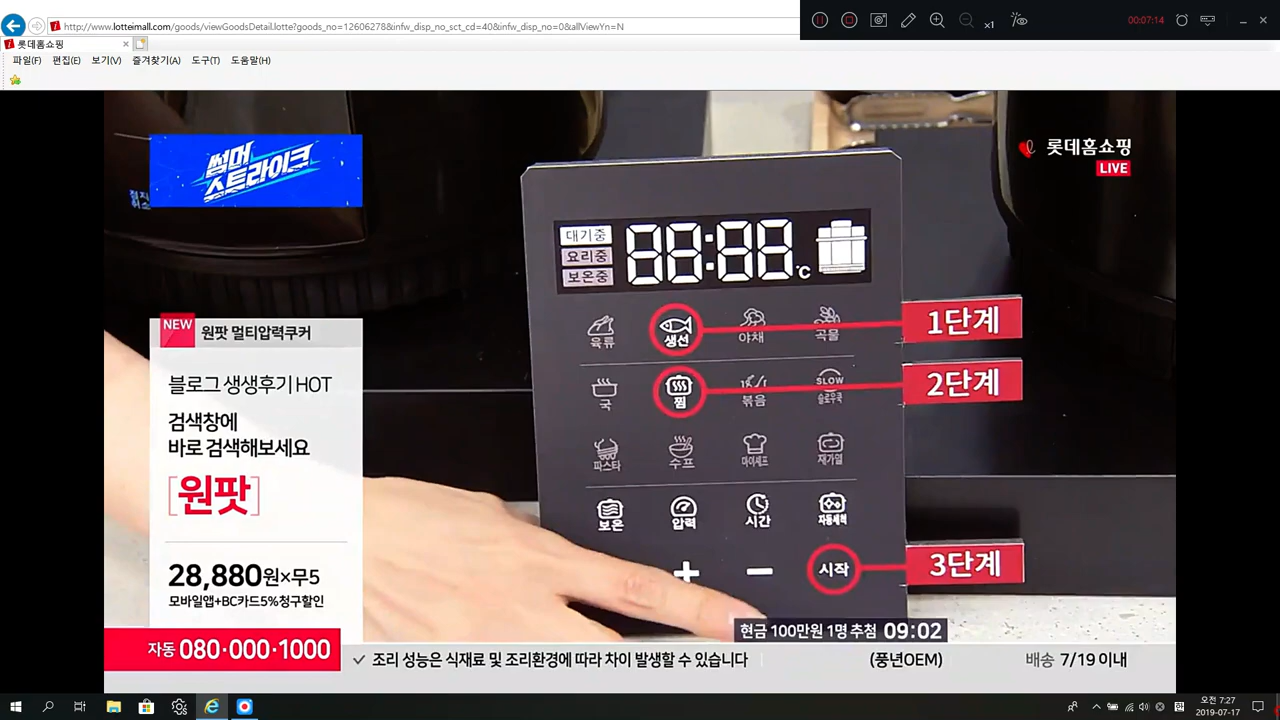 http://www.lotteimall.com/goods/viewGoodsDetail.lotte?goods_no=12606278&infw_disp_no_sct_cd=40&infw_disp_no=0&allViewYn=N
x1
00:07:14
롯데홈쇼핑
파일(F) 편집(E) 보기(V) 즐겨찾기(A) 도구(T) 도움말(H)
썸머
스트라이크
롯데홈쇼핑
LIVE
대기중
요리중
보온중
88:88 ℃
육류 생선 야채 곡물
1단계
국 찜 볶음 SLOW 슬로우쿡
2단계
파스타 수프 마이셰프 재가열
보온 압력 시간 자동세척
+ − 시작
3단계
NEW 원팟 멀티압력쿠커
블로그 생생후기 HOT
검색창에
바로 검색해보세요
[원팟]
28,880원×무5
모바일앱+BC카드5%청구할인
현금 100만원 1명 추첨 09:02
자동 080·000·1000
✓ 조리 성능은 식재료 및 조리환경에 따라 차이 발생할 수 있습니다
(풍년OEM)
배송 7/19 이내
오전 7:27
2019-07-17